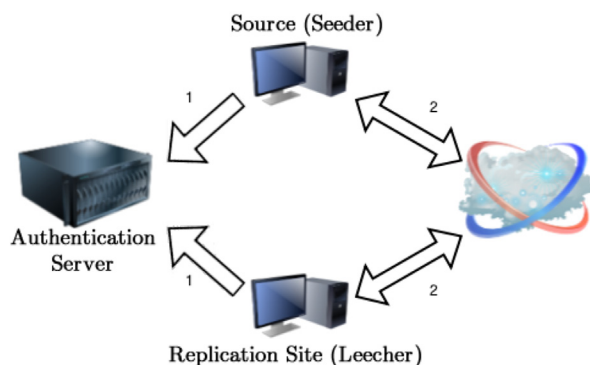 Source (Seeder)
1
2
Authentication
Server
1
2
Replication Site (Leecher)